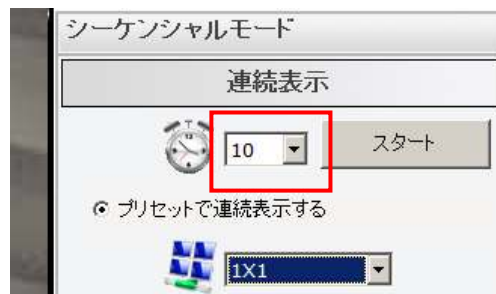 シーケンシャルモード
連続表示
10 スタート
プリセットで連続表示する
1X1